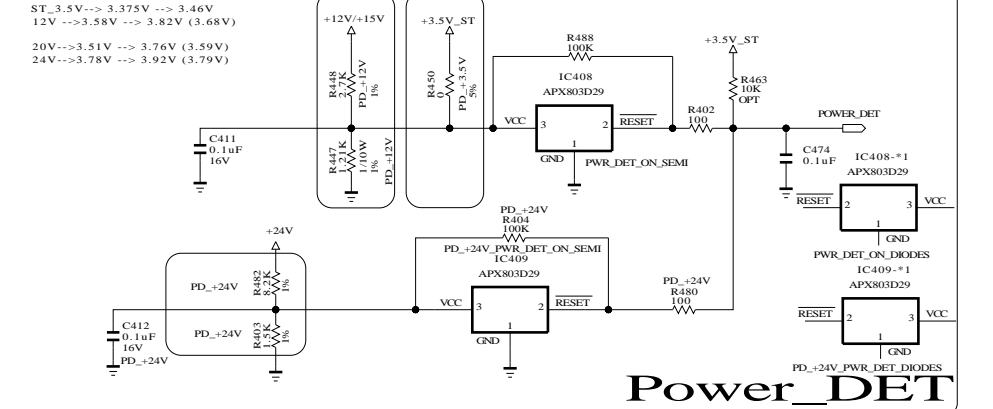 ST_3.5V--> 3.375V --> 3.46V
12V -->3.58V --> 3.82V (3.68V)
20V-->3.51V --> 3.76V (3.59V)
24V-->3.78V --> 3.92V (3.79V)
+12V/+15V
R448
2.7K
PD_+12V
1%
R447
1.21K
1/10W
1%
PD_+12V
+3.5V_ST
R450
0
PD_+3.5V
5%
C411
0.1uF
16V
R488
100K
IC408
APX803D29
VCC
3
2
RESET
1
GND
PWR_DET_ON_SEMI
R402
100
+3.5V_ST
R463
10K
OPT
POWER_DET
C474
0.1uF
IC408-*1
APX803D29
RESET
2
3
VCC
1
GND
PWR_DET_ON_DIODES
+24V
PD_+24V
R482
8.2K
1%
PD_+24V
R403
1.5K
1%
C412
0.1uF
16V
PD_+24V
PD_+24V
R404
100K
PD_+24V_PWR_DET_ON_SEMI
IC409
APX803D29
VCC
3
2
RESET
1
GND
PD_+24V
R480
100
IC409-*1
APX803D29
RESET
2
3
VCC
1
GND
PD_+24V_PWR_DET_DIODES
Power_DET